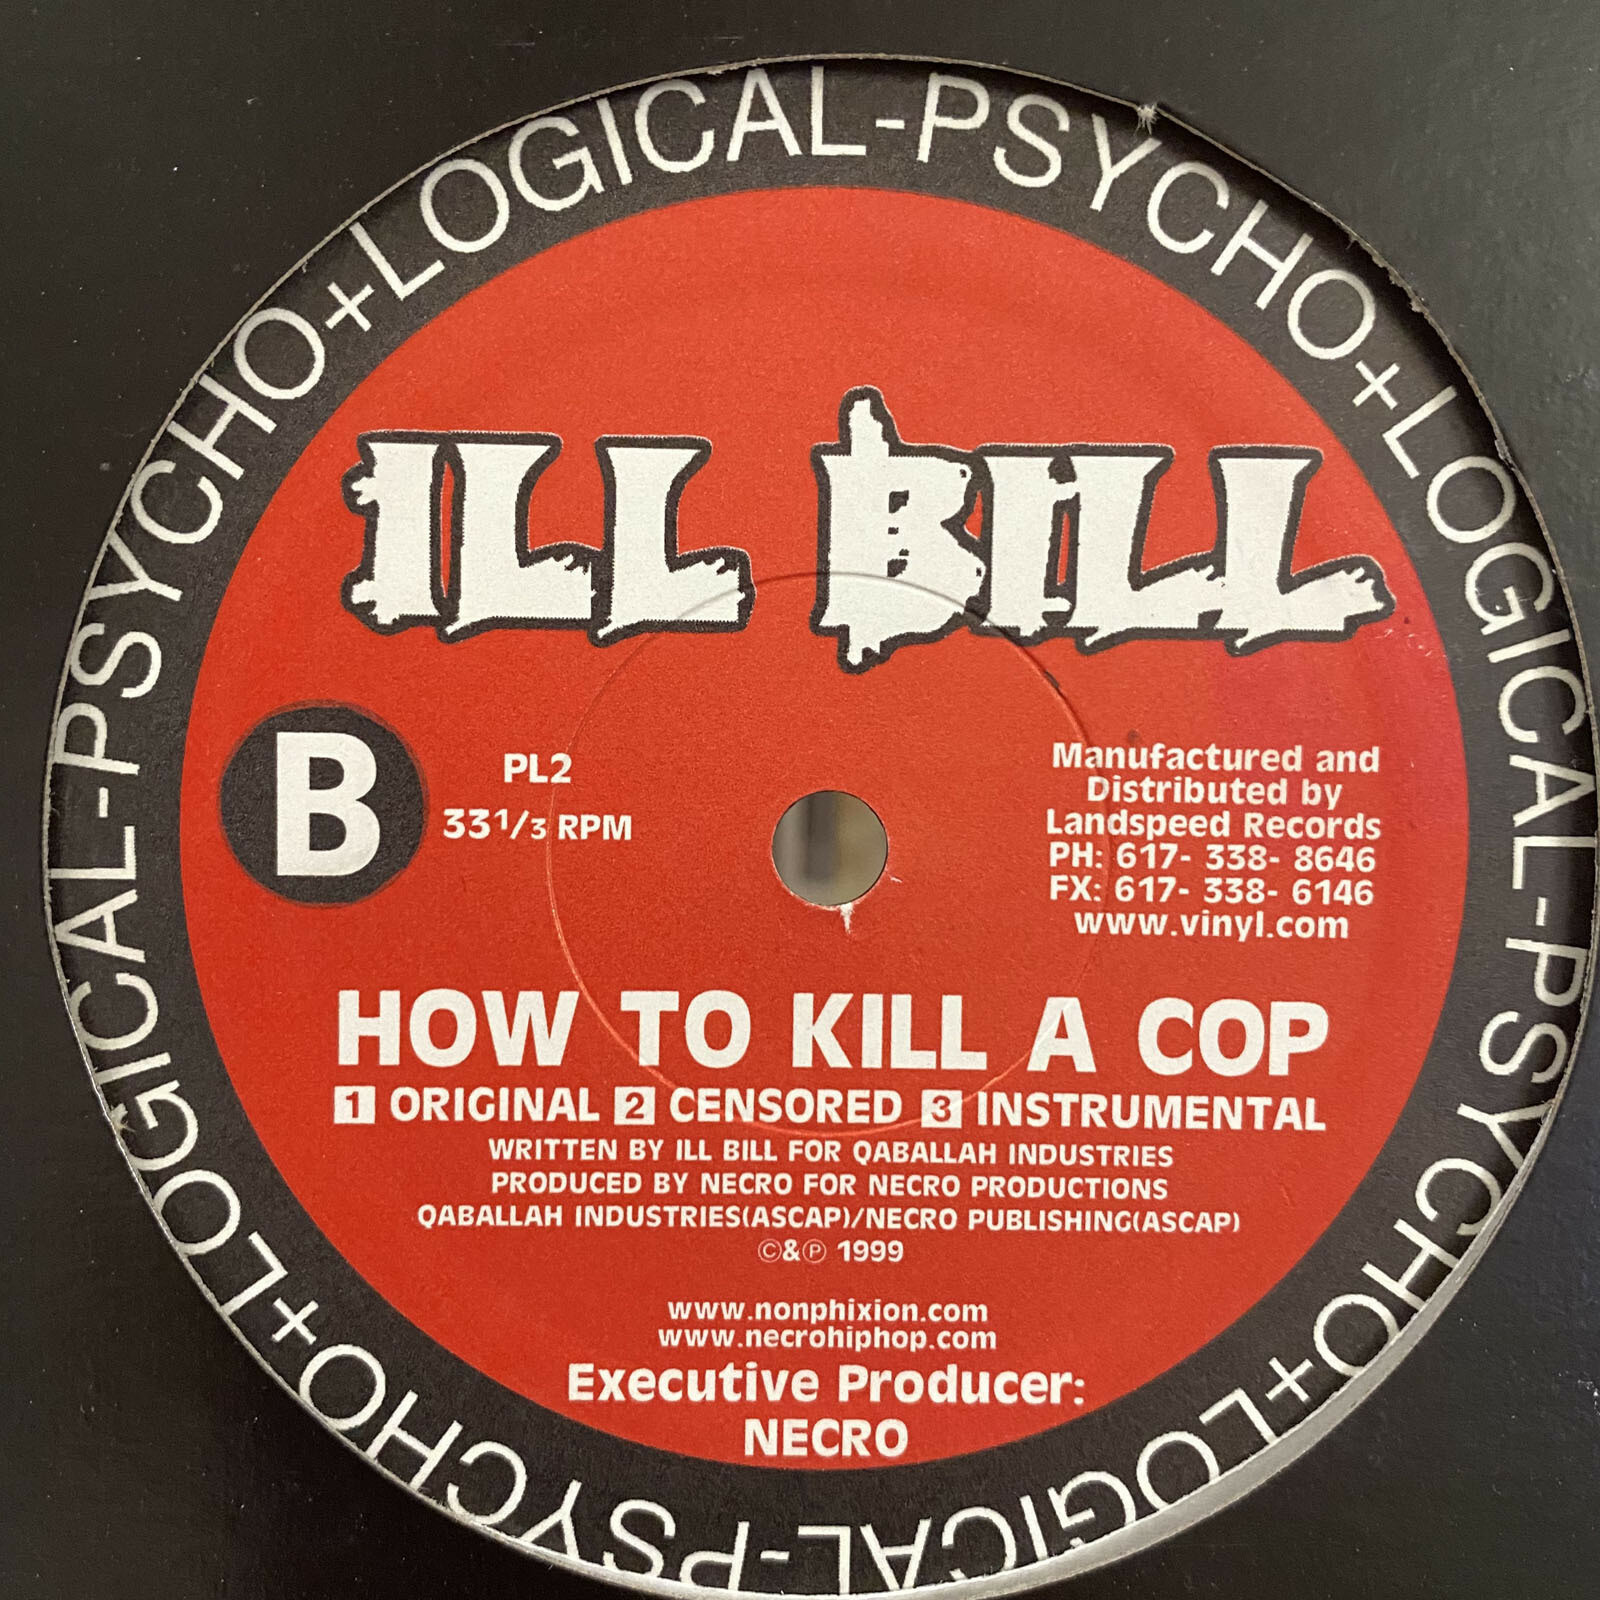 PSYCHO+LOGICAL-PSYCHO+LOGICAL-PSYCHO+LOGICAL-PSYCHO+LOGICAL-
ILL BILL
B
PL2
33 1/3 RPM
Manufactured and
Distributed by
Landspeed Records
PH: 617- 338- 8646
FX: 617- 338- 6146
www.vinyl.com
HOW TO KILL A COP
1 ORIGINAL 2 CENSORED 3 INSTRUMENTAL
WRITTEN BY ILL BILL FOR QABALLAH INDUSTRIES
PRODUCED BY NECRO FOR NECRO PRODUCTIONS
QABALLAH INDUSTRIES(ASCAP)/NECRO PUBLISHING(ASCAP)
©&℗ 1999
www.nonphixion.com
www.necrohiphop.com
Executive Producer:
NECRO